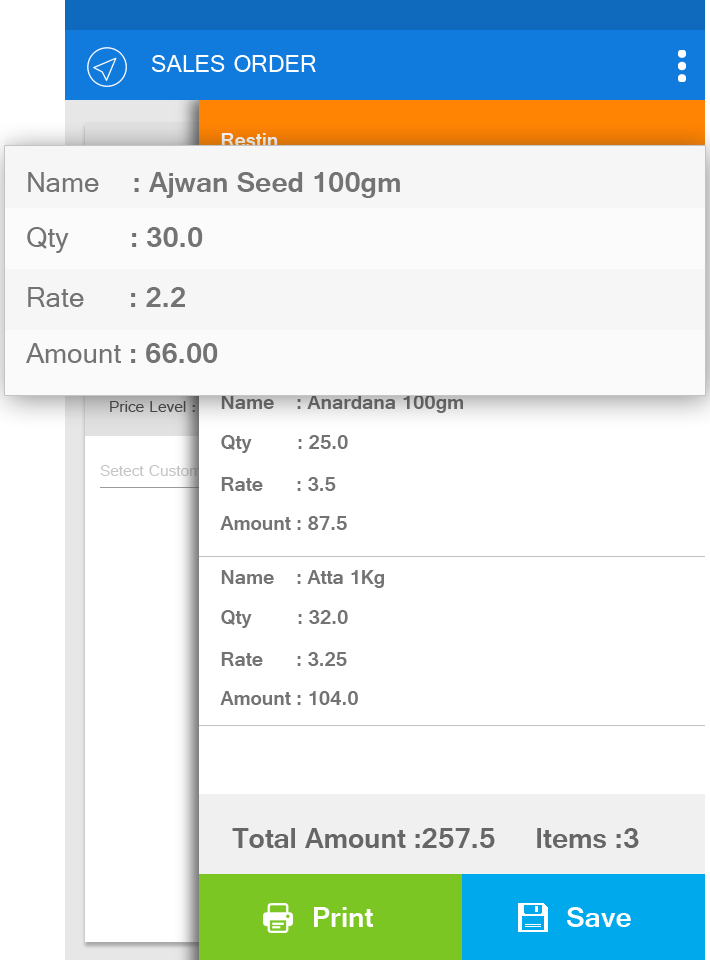 SALES ORDER
Restin
Name : Ajwan Seed 100gm
Qty : 30.0
Rate : 2.2
Amount : 66.00
Price Level :
Setect Custom
Name : Anardana 100gm
Qty : 25.0
Rate : 3.5
Amount : 87.5
Name : Atta 1Kg
Qty : 32.0
Rate : 3.25
Amount : 104.0
Total Amount :257.5 Items :3
Print Save